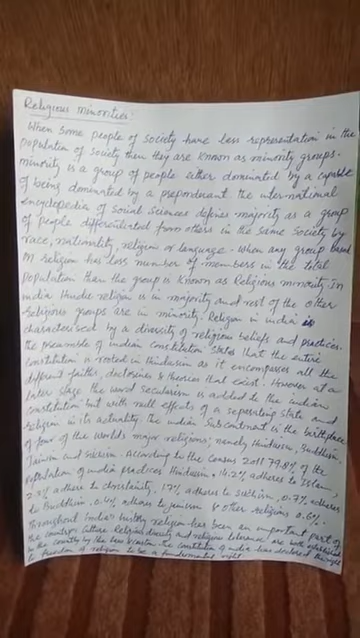 Religious minorities:
When some people of society have less representation in the
population of society then they are known as minority groups.
minority is a group of people either dominated by a capable
of being dominated by a preponderant the international
encyclopedia of social sciences defines majority as a group
of people differentiated from others in the same society by
race, nationality, religion or language. When any group based
on religion has less number of members in the total
population than the group is known as Religious minority. In
india Hindu religion is in majority and rest of the other
religious groups are in minority. Religion in india is
characterised by a diversity of religious beliefs and practices.
the preamble of indian constitution states that the entire
constitution is rooted in Hinduism as it encompasses all the
different faiths, doctrines & theories that exist. However at a
later stage the word secularism is added to the indian
constitution but with null effects of a separating state and
religion in its actuality. the indian Subcontinent is the birthplace
of four of the worlds major religions; namely Hinduism, Buddhism,
Jainism and Sikhism. According to the Census 2011 79.8% of the
population of india practices Hinduism, 14.2% adheres to Islam,
2.3% adhere to christianity, 1.7% adheres to Sikhism, 0.7% adheres
to Buddhism, 0.4% adheres to jainism & other religions 0.6%.
throughout india's history religion has been an important part of
the country's Culture. Religious diversity and religious tolerance are both established
in the country by the law & custom. the constitution of india has declared the right
to freedom of religion to be a fundamental right.